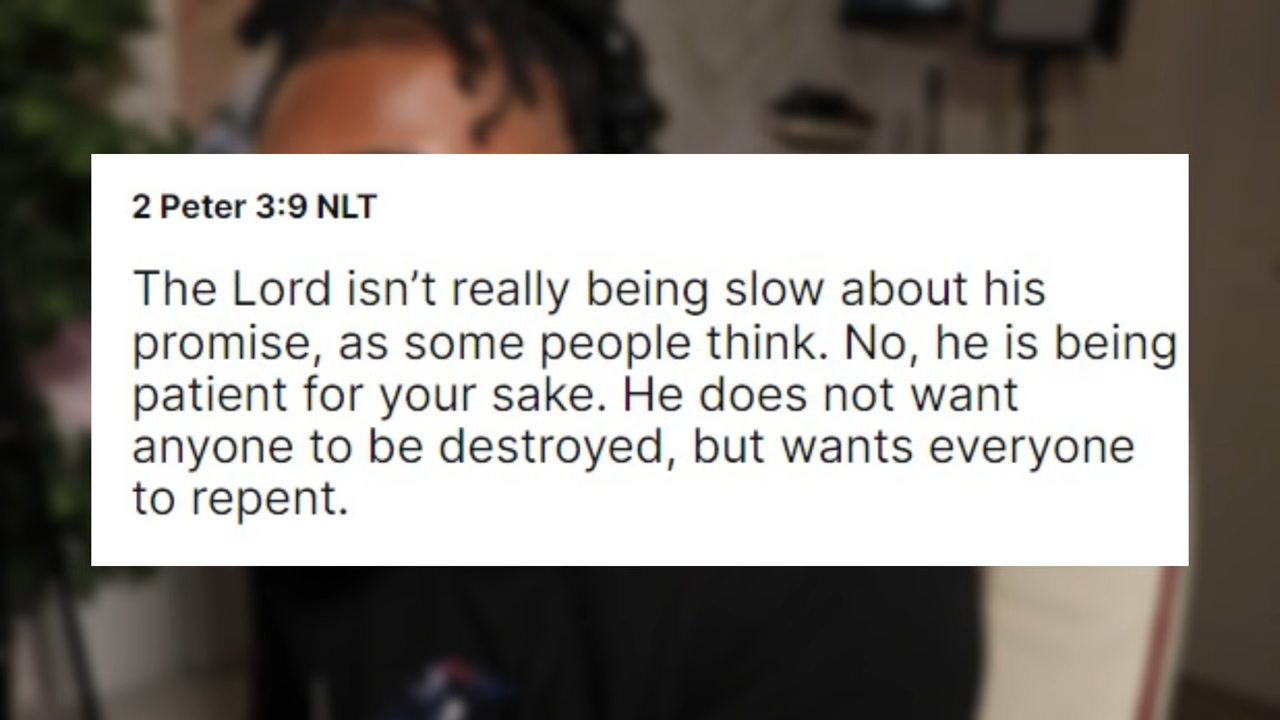 2 Peter 3:9 NLT
The Lord isn’t really being slow about his
promise, as some people think. No, he is being
patient for your sake. He does not want
anyone to be destroyed, but wants everyone
to repent.